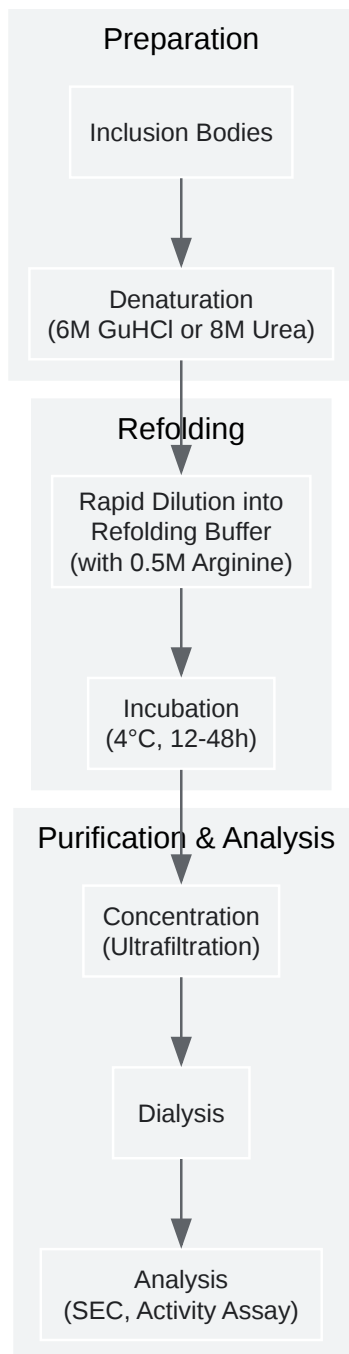 Preparation
Inclusion Bodies
Denaturation
(6M GuHCl or 8M Urea)
Refolding
Rapid Dilution into
Refolding Buffer
(with 0.5M Arginine)
Incubation
(4°C, 12-48h)
Purification & Analysis
Concentration
(Ultrafiltration)
Dialysis
Analysis
(SEC, Activity Assay)